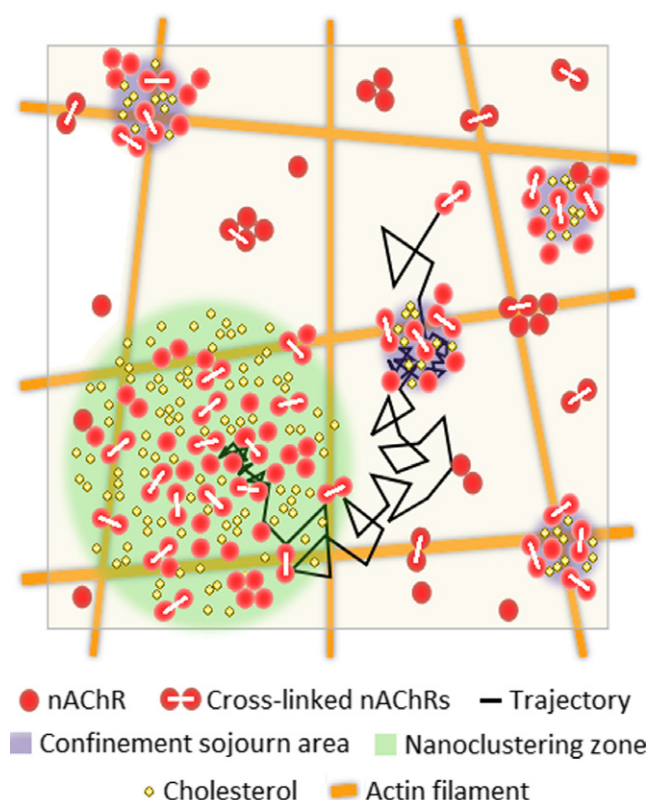 nAChR Cross-linked nAChRs Trajectory
Confinement sojourn area Nanoclustering zone
Cholesterol Actin filament